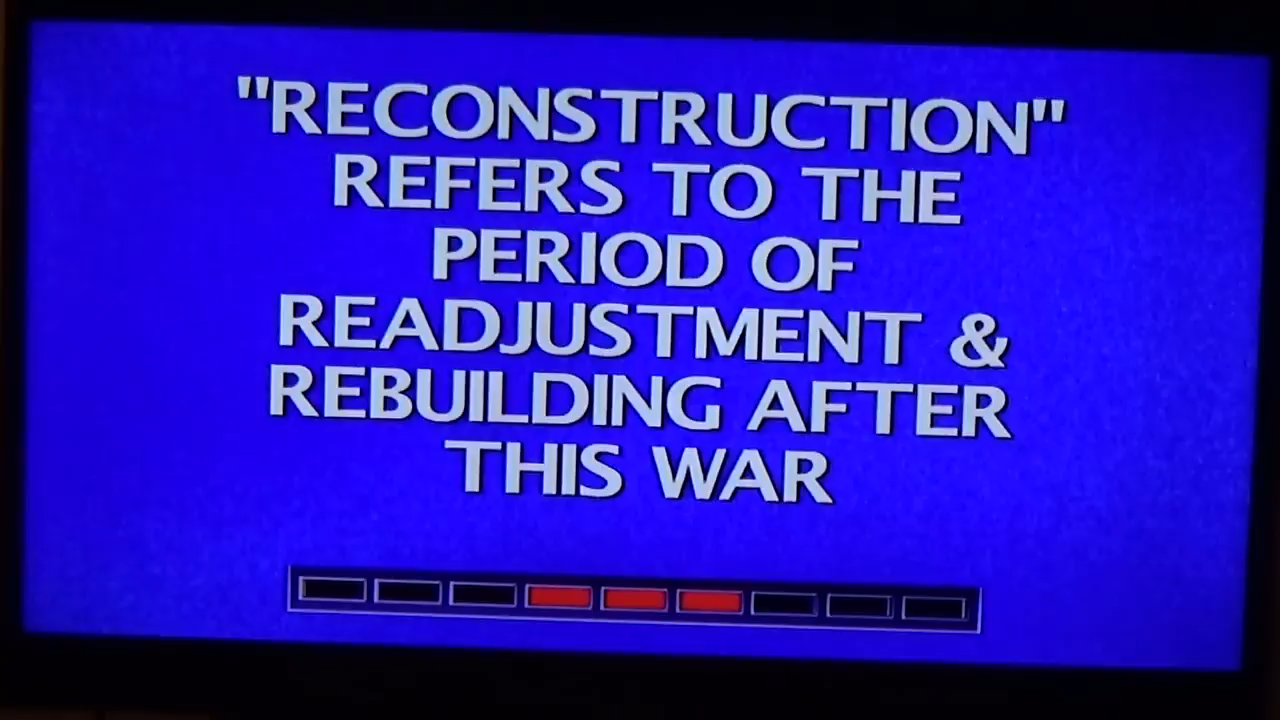 "RECONSTRUCTION"
REFERS TO THE
PERIOD OF
READJUSTMENT &
REBUILDING AFTER
THIS WAR